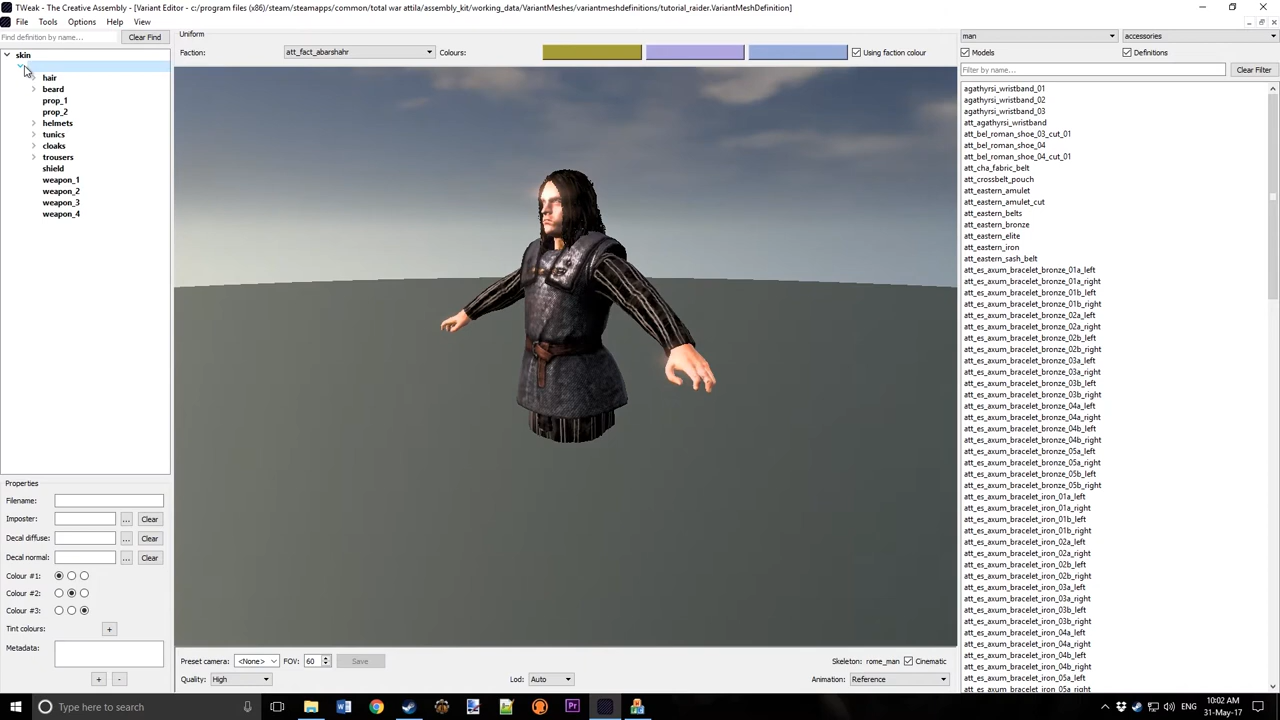 TWeak - The Creative Assembly - [Variant Editor - c:/program files (x86)/steam/steamapps/common/total war attila/assembly_kit/working_data/VariantMeshes/variantmeshdefinitions/tutorial_raider.VariantMeshDefinition]
File Tools Options Help View
Find definition by name... Clear Find
skin
hair
beard
prop_1
prop_2
helmets
tunics
cloaks
trousers
shield
weapon_1
weapon_2
weapon_3
weapon_4
Properties
Filename:
Imposter: ... Clear
Decal diffuse: ... Clear
Decal normal: ... Clear
Colour #1:
Colour #2:
Colour #3:
Tint colours: +
Metadata:
+ -
Uniform
Faction: att_fact_abarshahr Colours: Using faction colour
Preset camera: <None> FOV: 60 Save Skeleton: rome_man Cinematic
Quality: High Lod: Auto Animation: Reference
man accessories
Models Definitions
Filter by name... Clear Filter
agathyrsi_wristband_01
agathyrsi_wristband_02
agathyrsi_wristband_03
att_agathyrsi_wristband
att_bel_roman_shoe_03_cut_01
att_bel_roman_shoe_04
att_bel_roman_shoe_04_cut_01
att_cha_fabric_belt
att_crossbelt_pouch
att_eastern_amulet
att_eastern_amulet_cut
att_eastern_belts
att_eastern_bronze
att_eastern_elite
att_eastern_iron
att_eastern_sash_belt
att_es_axum_bracelet_bronze_01a_left
att_es_axum_bracelet_bronze_01a_right
att_es_axum_bracelet_bronze_01b_left
att_es_axum_bracelet_bronze_01b_right
att_es_axum_bracelet_bronze_02a_left
att_es_axum_bracelet_bronze_02a_right
att_es_axum_bracelet_bronze_02b_left
att_es_axum_bracelet_bronze_02b_right
att_es_axum_bracelet_bronze_03a_left
att_es_axum_bracelet_bronze_03a_right
att_es_axum_bracelet_bronze_03b_left
att_es_axum_bracelet_bronze_03b_right
att_es_axum_bracelet_bronze_04a_left
att_es_axum_bracelet_bronze_04a_right
att_es_axum_bracelet_bronze_04b_left
att_es_axum_bracelet_bronze_04b_right
att_es_axum_bracelet_bronze_05a_left
att_es_axum_bracelet_bronze_05a_right
att_es_axum_bracelet_bronze_05b_left
att_es_axum_bracelet_bronze_05b_right
att_es_axum_bracelet_iron_01a_left
att_es_axum_bracelet_iron_01a_right
att_es_axum_bracelet_iron_01b_left
att_es_axum_bracelet_iron_01b_right
att_es_axum_bracelet_iron_02a_left
att_es_axum_bracelet_iron_02a_right
att_es_axum_bracelet_iron_02b_left
att_es_axum_bracelet_iron_02b_right
att_es_axum_bracelet_iron_03a_left
att_es_axum_bracelet_iron_03a_right
att_es_axum_bracelet_iron_03b_left
att_es_axum_bracelet_iron_03b_right
att_es_axum_bracelet_iron_04a_left
att_es_axum_bracelet_iron_04a_right
att_es_axum_bracelet_iron_04b_left
att_es_axum_bracelet_iron_04b_right
att_es_axum_bracelet_iron_05a_left
att_es_axum_bracelet_iron_05a_right
Type here to search
10:02 AM
31-May-17